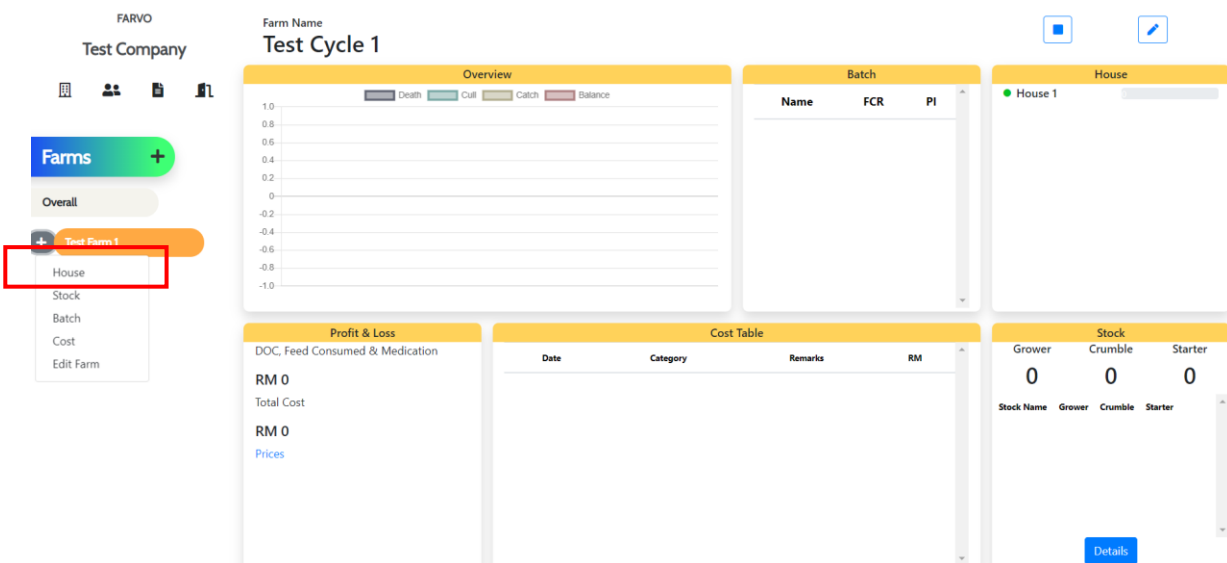 FARVO
Test Company
Farms +
Overall
+ Test Farm 1
House
Stock
Batch
Cost
Edit Farm
Farm Name
Test Cycle 1
Overview
Death Cull Catch Balance
1.0
0.8
0.6
0.4
0.2
0
-0.2
-0.4
-0.6
-0.8
-1.0
Batch
Name FCR PI
House
House 1
Profit & Loss
DOC, Feed Consumed & Medication
RM 0
Total Cost
RM 0
Prices
Cost Table
Date Category Remarks RM
Stock
Grower Crumble Starter
0 0 0
Stock Name Grower Crumble Starter
Details